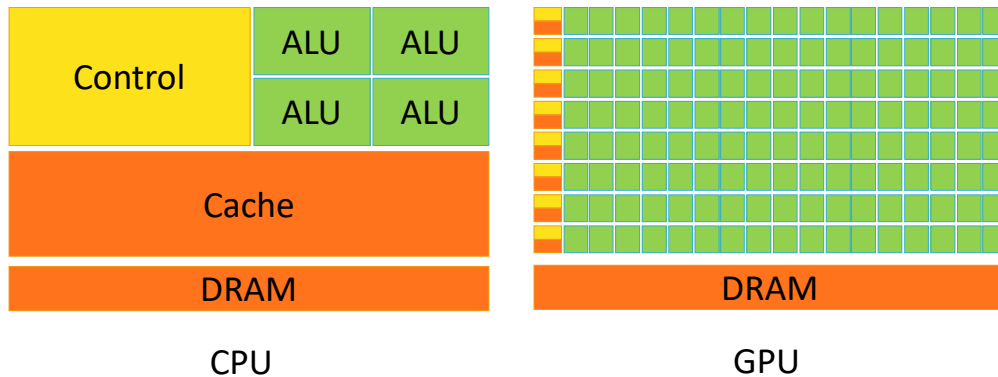 Control
ALU ALU
ALU ALU
Cache
DRAM
CPU
DRAM
GPU